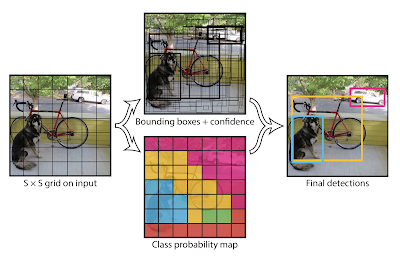 Bounding boxes + confidence
S × S grid on input
Final detections
Class probability map